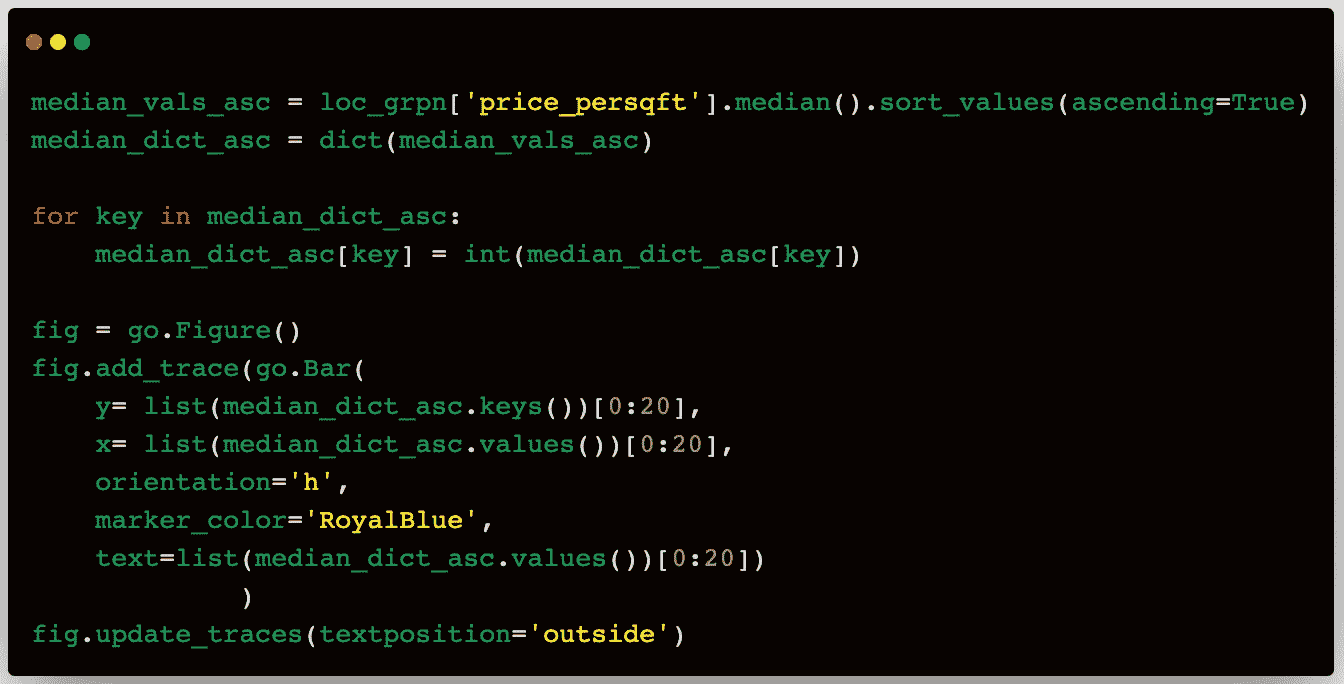 median_vals_asc = loc_grpn['price_persqft'].median().sort_values(ascending=True)
median_dict_asc = dict(median_vals_asc)

for key in median_dict_asc:
    median_dict_asc[key] = int(median_dict_asc[key])

fig = go.Figure()
fig.add_trace(go.Bar(
    y= list(median_dict_asc.keys())[0:20],
    x= list(median_dict_asc.values())[0:20],
    orientation='h',
    marker_color='RoyalBlue',
    text=list(median_dict_asc.values())[0:20])
             )
fig.update_traces(textposition='outside')